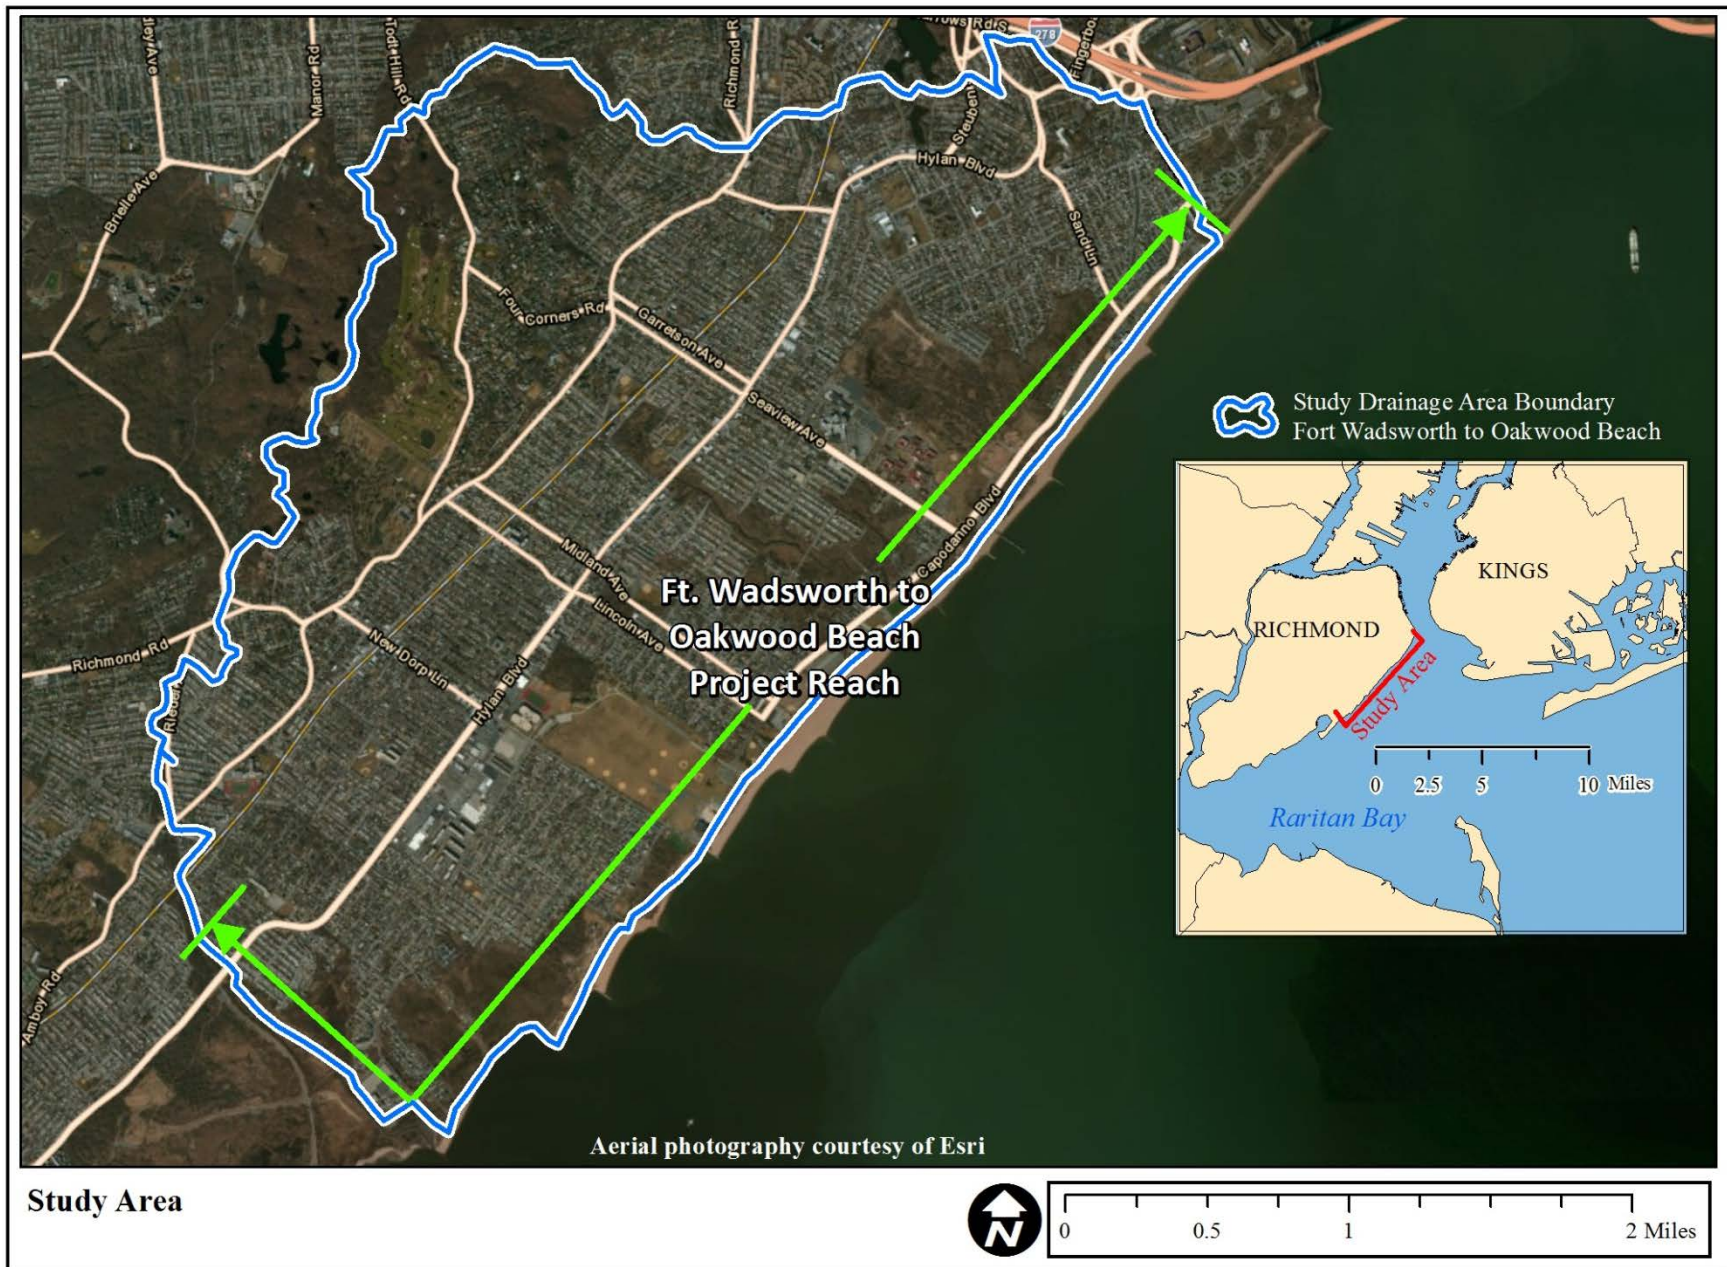 Manor Rd
Todt Hill Rd
Richmond R
rrows Rd S
278
Fingerbo
Steuben
Hylan Blvd
Brielle Ave
Sand Ln
Four Corners Rd
Garretson Ave
Seaview Ave
Capodanno Blvd
Midland Ave
Lincoln Ave
Ft. Wadsworth to
Oakwood Beach
Project Reach
New Dorp Ln
Hylan Blvd
Richmond Rd
Amboy Rd
Study Drainage Area Boundary
Fort Wadsworth to Oakwood Beach
KINGS
RICHMOND
Study Area
0 2.5 5 10 Miles
Raritan Bay
Aerial photography courtesy of Esri
Study Area
N
0 0.5 1 2 Miles